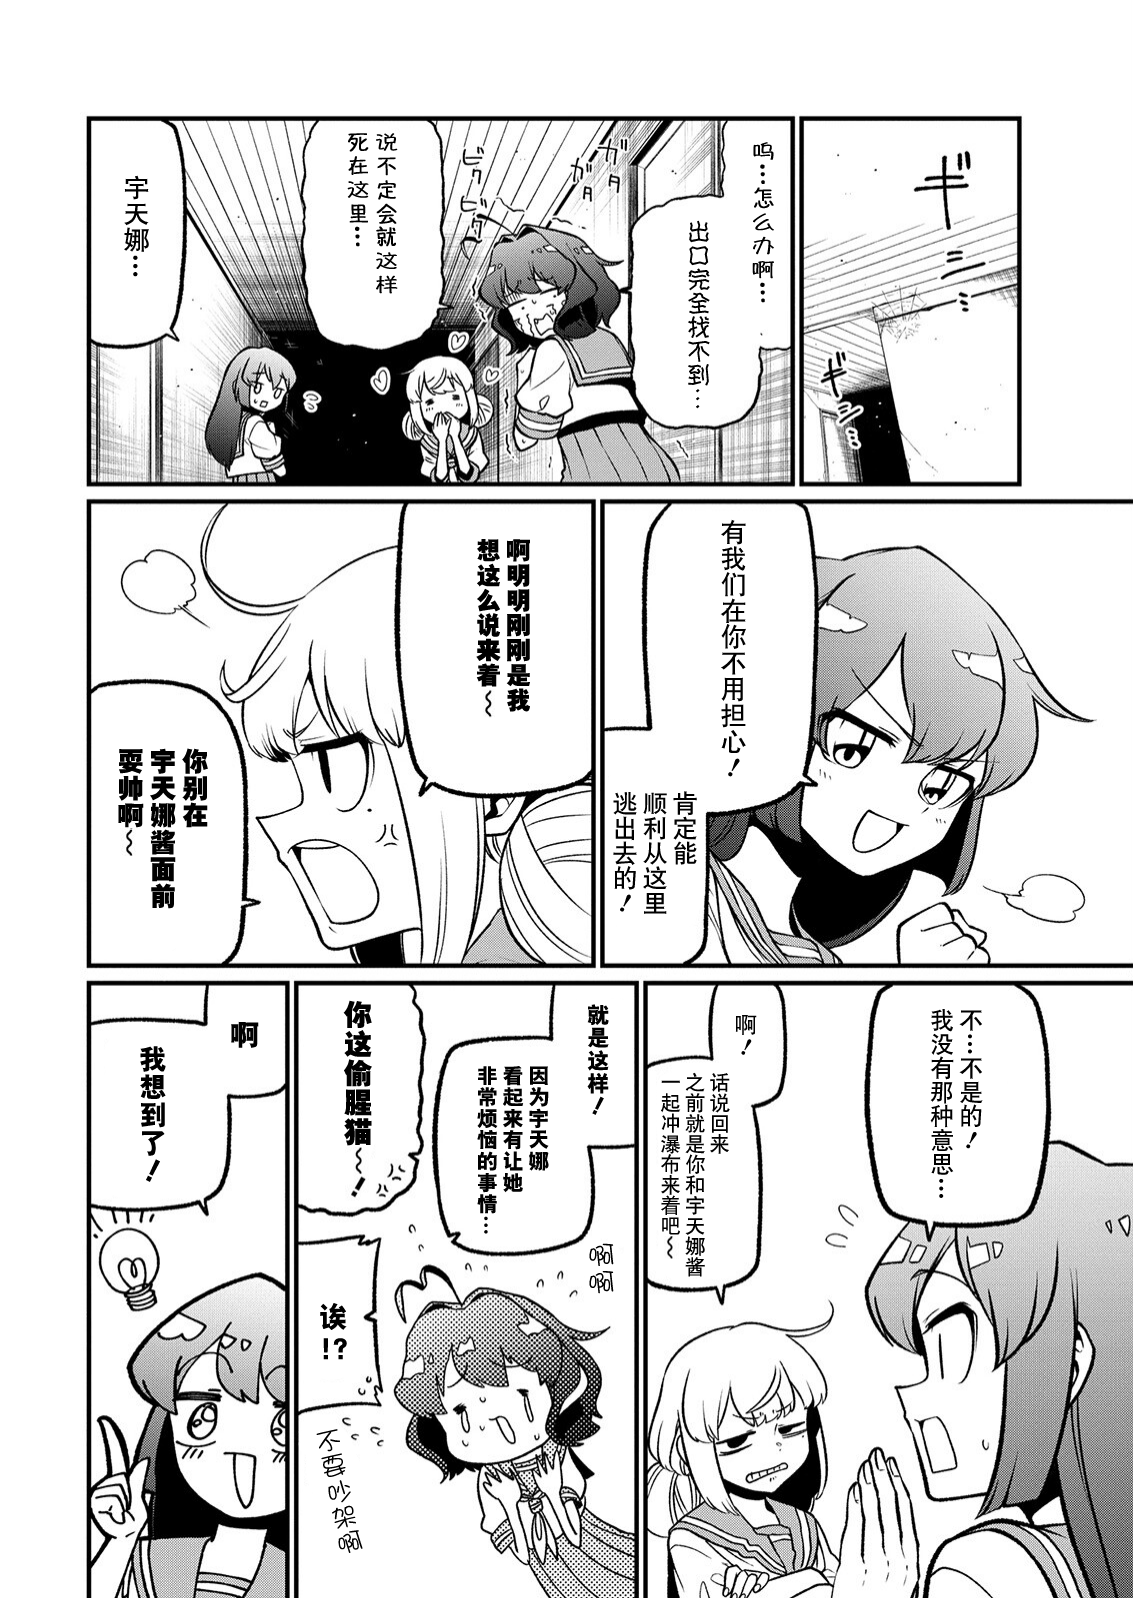 ギ
ギシ…
呜…怎么办啊…
出口完全找不到…
ガタ
ガタ
ビク
ビクッ
说不定会就这样
死在这里…
宇天娜…
有我们在你不用担心！
肯定能
顺利从这里
逃出去的！
啊明明刚刚是我
想这么说来着～
你别在
宇天娜酱面前
耍帅啊～
不…不是的！
我没有那种意思…
啊！
话说回来
之前就是你和宇天娜酱
一起冲瀑布来着吧～
就是这样！
因为宇天娜
看起来有让她
非常烦恼的事情…
啊啊
啊啊
你这偷腥猫～！
诶!?
不要吵架啊
啊
我想到了！